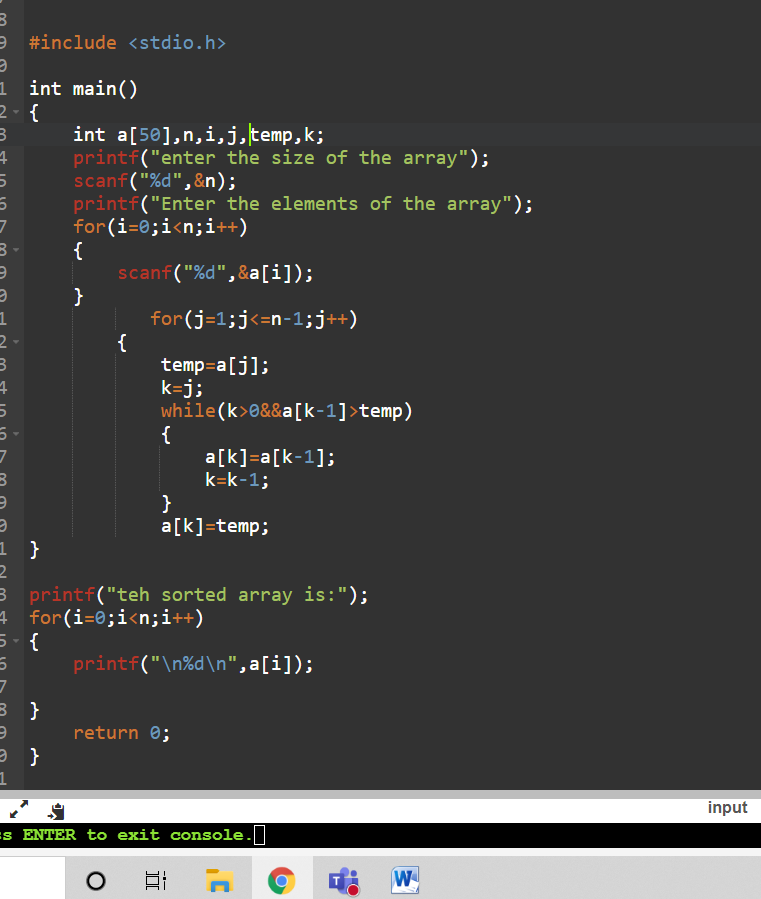 8
9 #include <stdio.h>
0
1 int main()
2 {
3 int a[50],n,i,j,temp,k;
4 printf("enter the size of the array");
5 scanf("%d",&n);
6 printf("Enter the elements of the array");
7 for(i=0;i<n;i++)
8 {
9 scanf("%d",&a[i]);
0 }
1 for(j=1;j<=n-1;j++)
2 {
3 temp=a[j];
4 k=j;
5 while(k>0&&a[k-1]>temp)
6 {
7 a[k]=a[k-1];
8 k=k-1;
9 }
0 a[k]=temp;
1 }
2
3 printf("teh sorted array is:");
4 for(i=0;i<n;i++)
5 {
6 printf("\n%d\n",a[i]);
7
8 }
9 return 0;
0 }
1
input
ss ENTER to exit console.
T
W